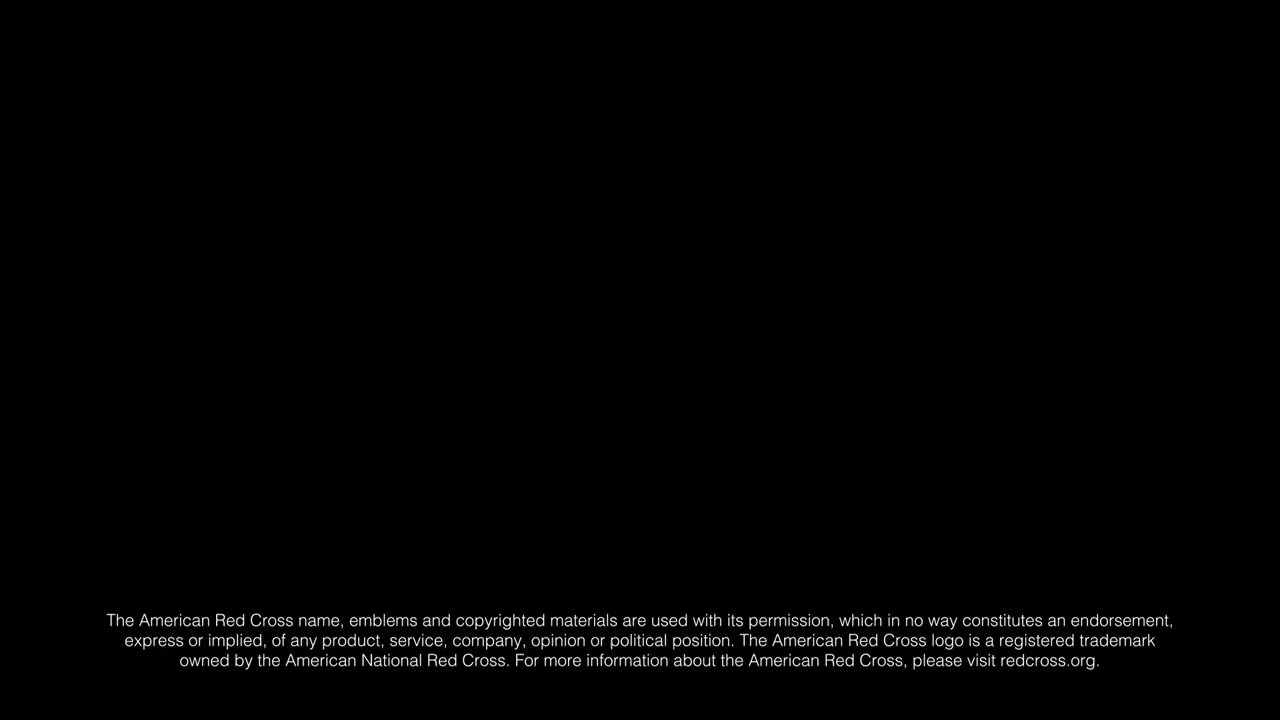 The American Red Cross name, emblems and copyrighted materials are used with its permission, which in no way constitutes an endorsement,
express or implied, of any product, service, company, opinion or political position. The American Red Cross logo is a registered trademark
owned by the American National Red Cross. For more information about the American Red Cross, please visit redcross.org.